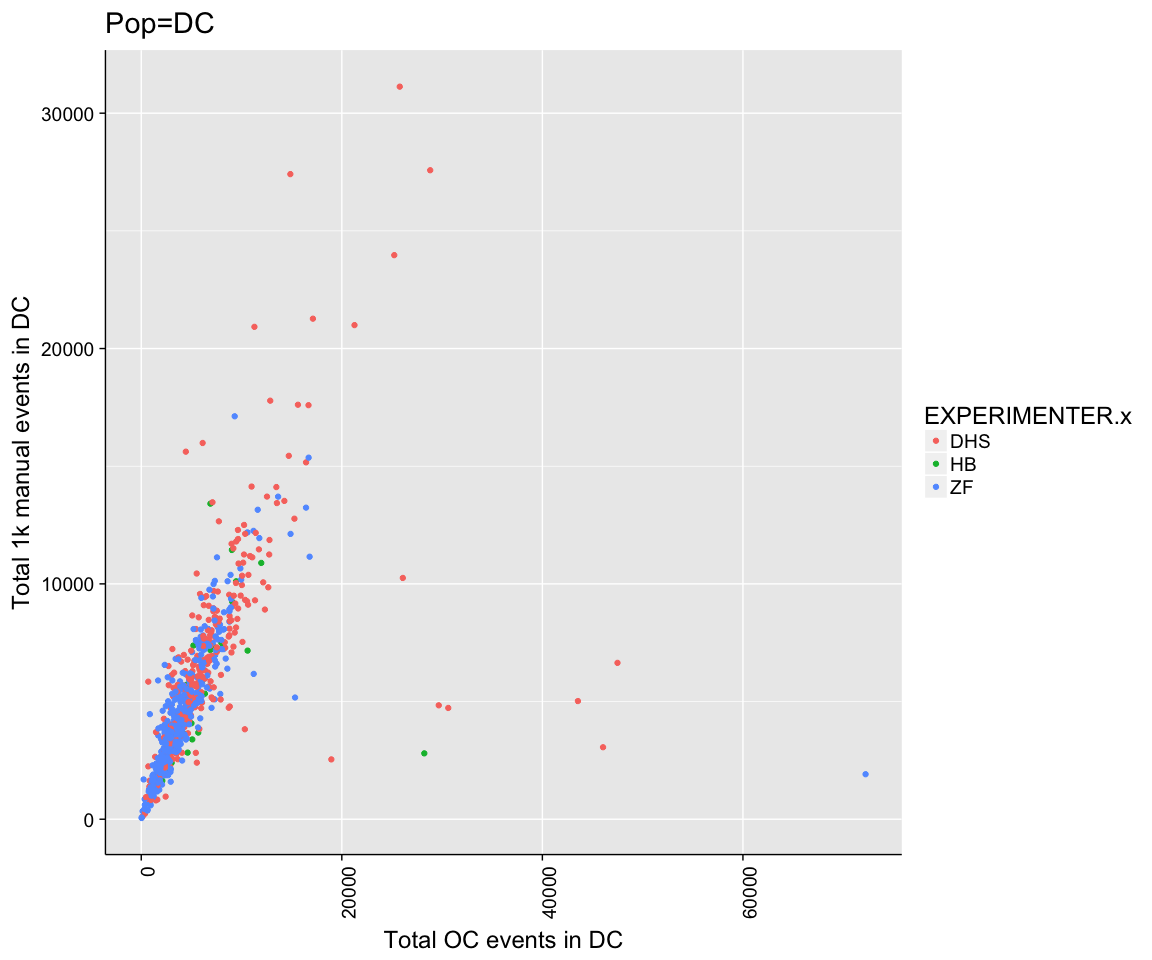 Pop=DC
30000
20000
10000
0
Total 1k manual events in DC
0
20000
40000
60000
Total OC events in DC
EXPERIMENTER.x
DHS
HB
ZF